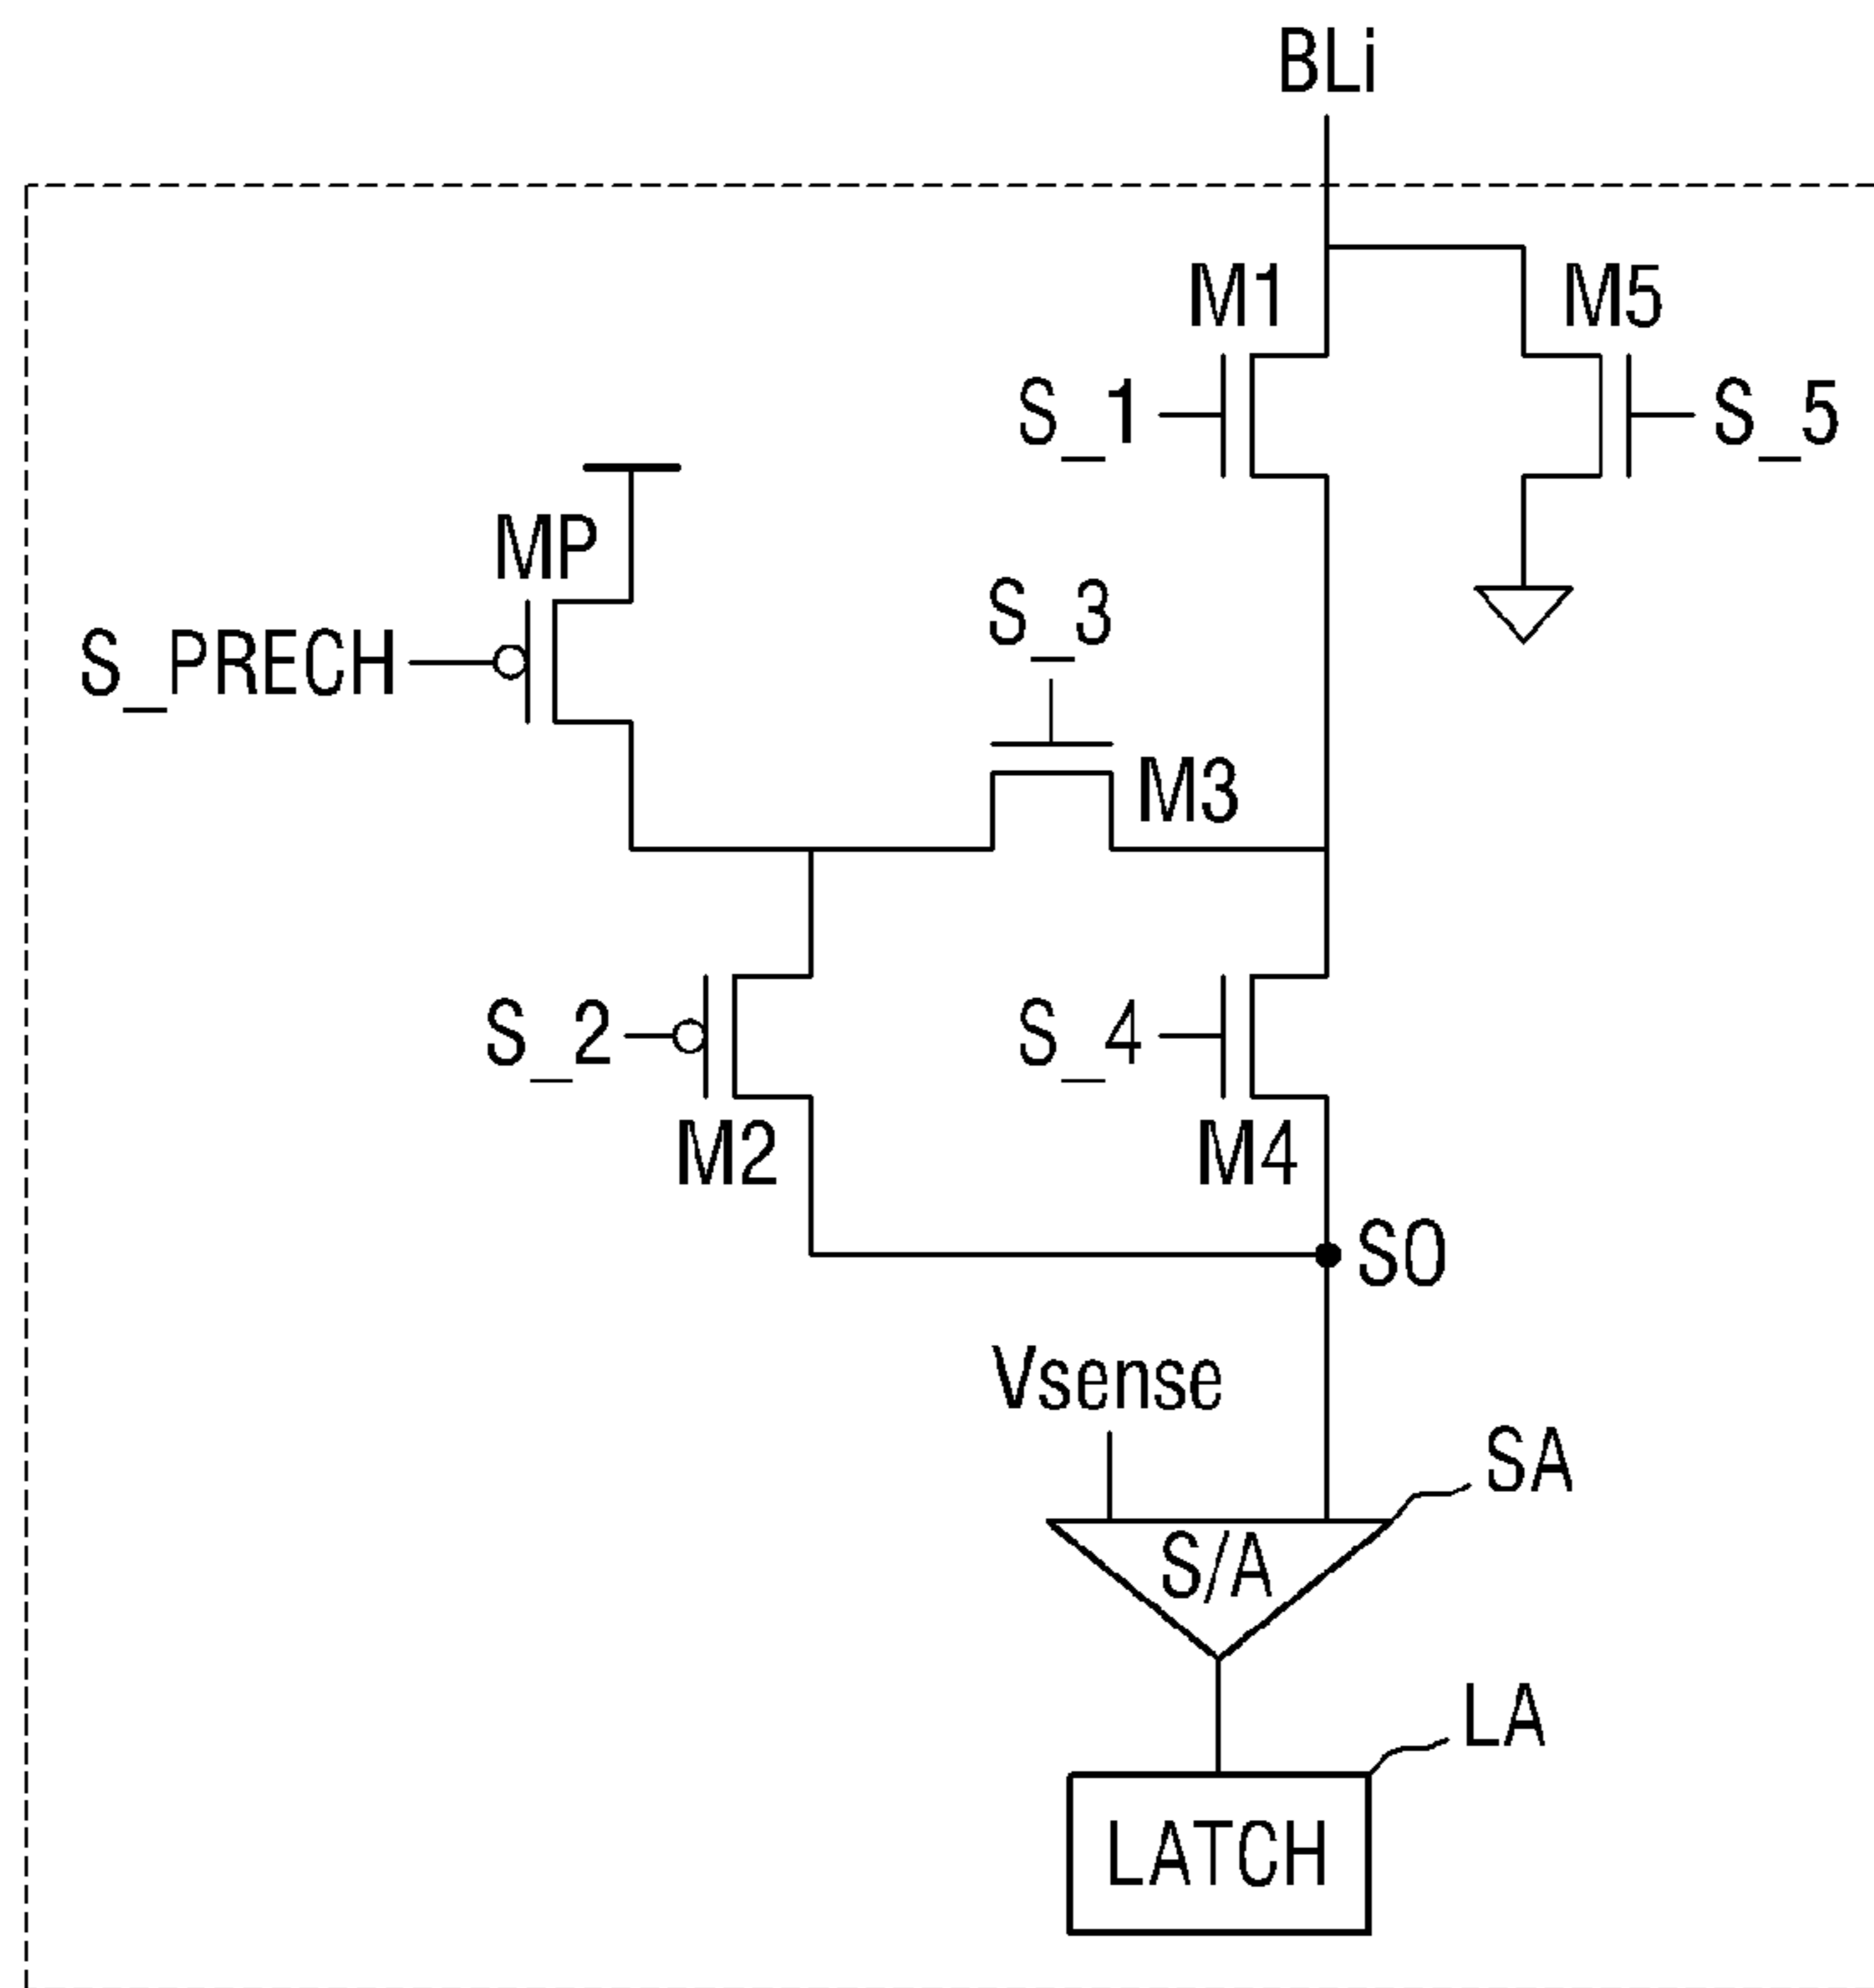 BLi
M1
M5
S_1
S_5
MP
S_3
S_PRECH
M3
S_2
S_4
M2
M4
SO
Vsense
SA
S/A
LA
LATCH